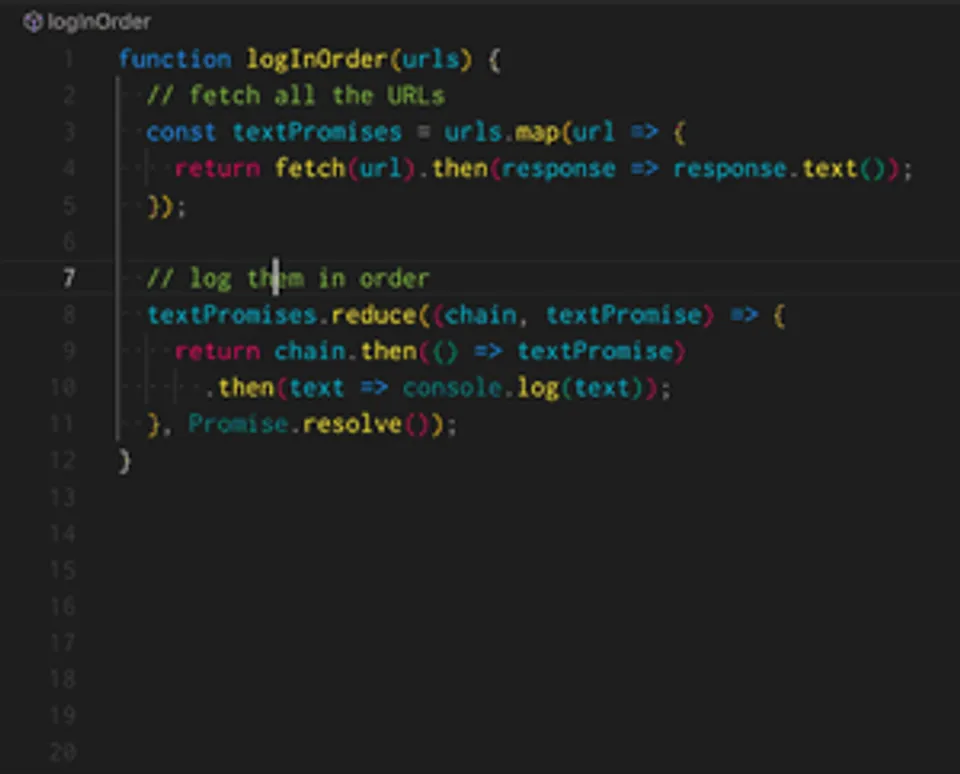 logInOrder
1 function logInOrder(urls) {
2 // fetch all the URLs
3 const textPromises = urls.map(url => {
4 return fetch(url).then(response => response.text());
5 });
6
7 // log them in order
8 textPromises.reduce((chain, textPromise) => {
9 return chain.then(() => textPromise)
10 .then(text => console.log(text));
11 }, Promise.resolve());
12 }
13
14
15
16
17
18
19
20